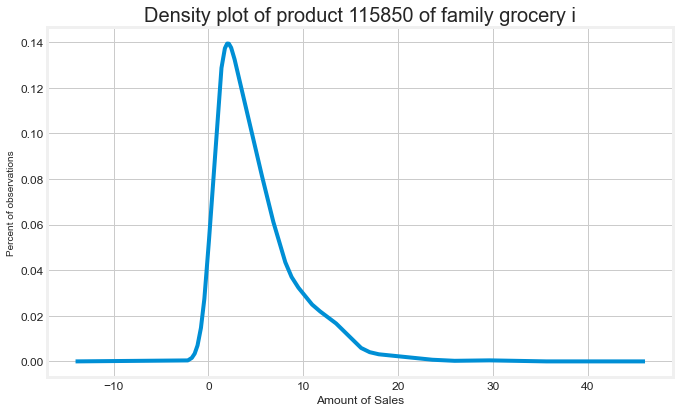 Density plot of product 115850 of family grocery i
0.14
0.12
0.10
0.08
0.06
0.04
0.02
0.00
Percent of observations
−10 0 10 20 30 40
Amount of Sales